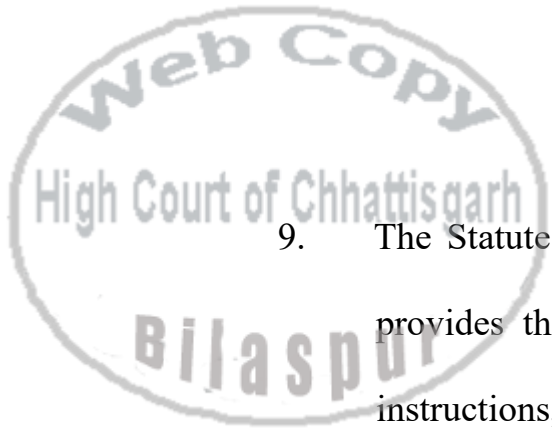 Web Copy
High Court of Chhattisgarh
9. The Statute
provides th
Bilaspur
instructions